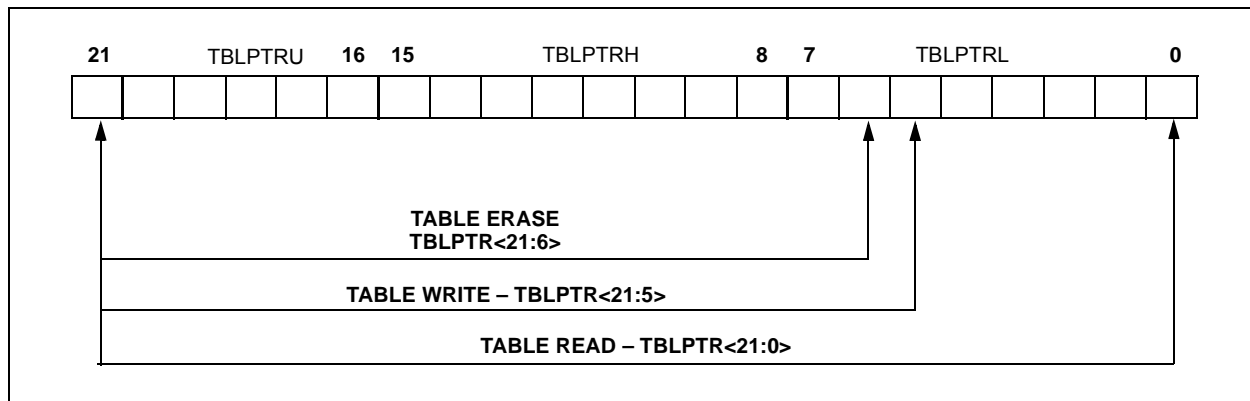 21 TBLPTRU 16 15 TBLPTRH 8 7 TBLPTRL 0
TABLE ERASE
TBLPTR<21:6>
TABLE WRITE – TBLPTR<21:5>
TABLE READ – TBLPTR<21:0>